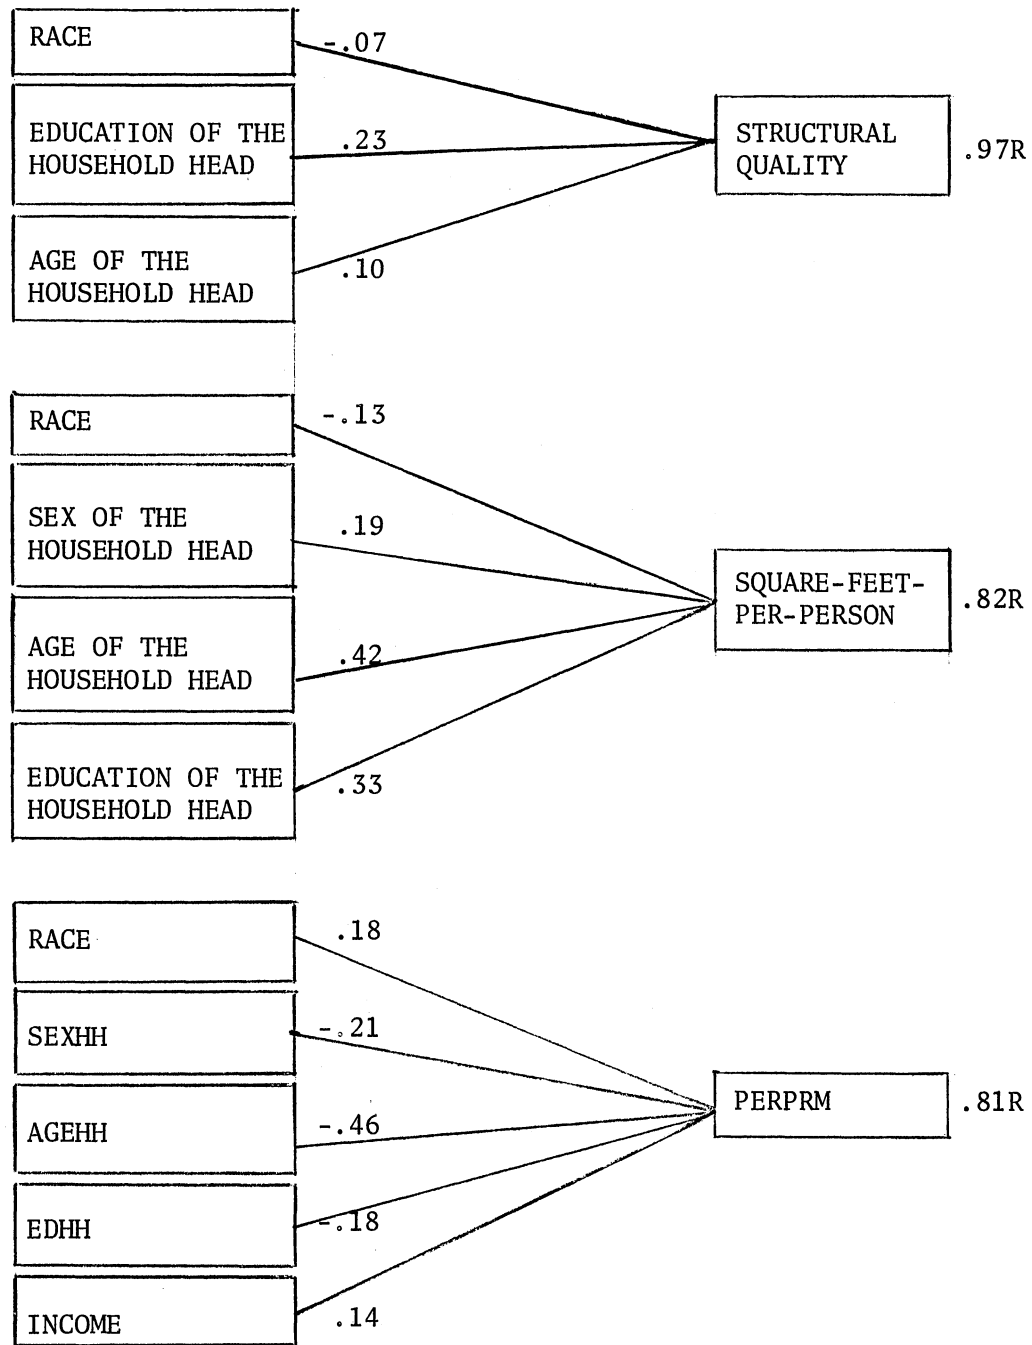 RACE
-.07
EDUCATION OF THE
HOUSEHOLD HEAD
.23
AGE OF THE
HOUSEHOLD HEAD
.10
STRUCTURAL
QUALITY
.97R
RACE
-.13
SEX OF THE
HOUSEHOLD HEAD
.19
AGE OF THE
HOUSEHOLD HEAD
.42
EDUCATION OF THE
HOUSEHOLD HEAD
.33
SQUARE-FEET-
PER-PERSON
.82R
RACE
.18
SEXHH
-.21
AGEHH
-.46
EDHH
-.18
INCOME
.14
PERPRM
.81R